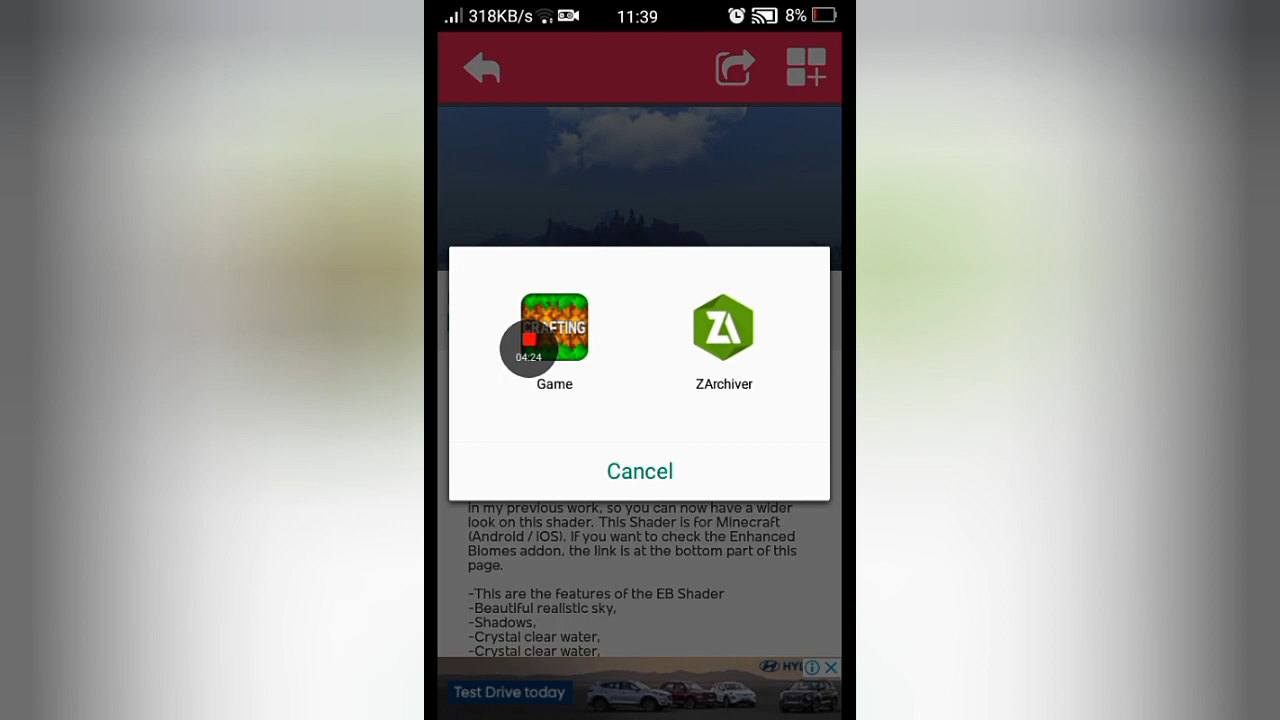 318KB/s 11:39 8%
CRAFTING
04:24
Game
ZArchiver
Cancel
In my previous work, so you can now have a wider
look on this shader. This Shader is for Minecraft
(Android / iOS). If you want to check the Enhanced
Biomes addon, the link is at the bottom part of this
page.
-This are the features of the EB Shader
-Beautiful realistic sky,
-Shadows,
-Crystal clear water,
-Crystal clear water,
Test Drive today